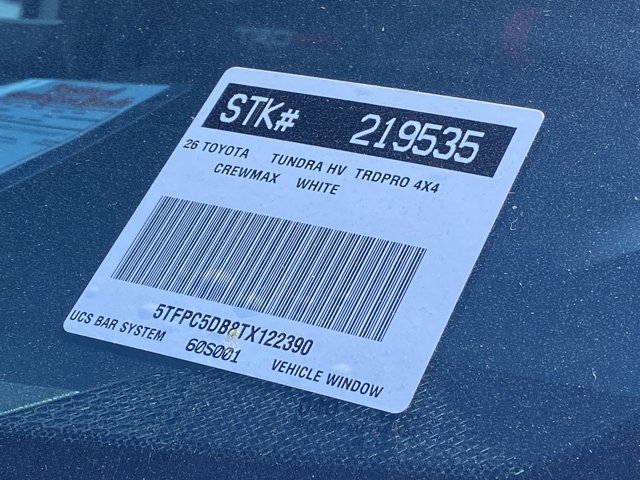 STK# 219535
26 TOYOTA TUNDRA HV TRDPRO 4X4
CREWMAX WHITE
5TFPC5DB8TX122390
UCS BAR SYSTEM 60S001 VEHICLE WINDOW